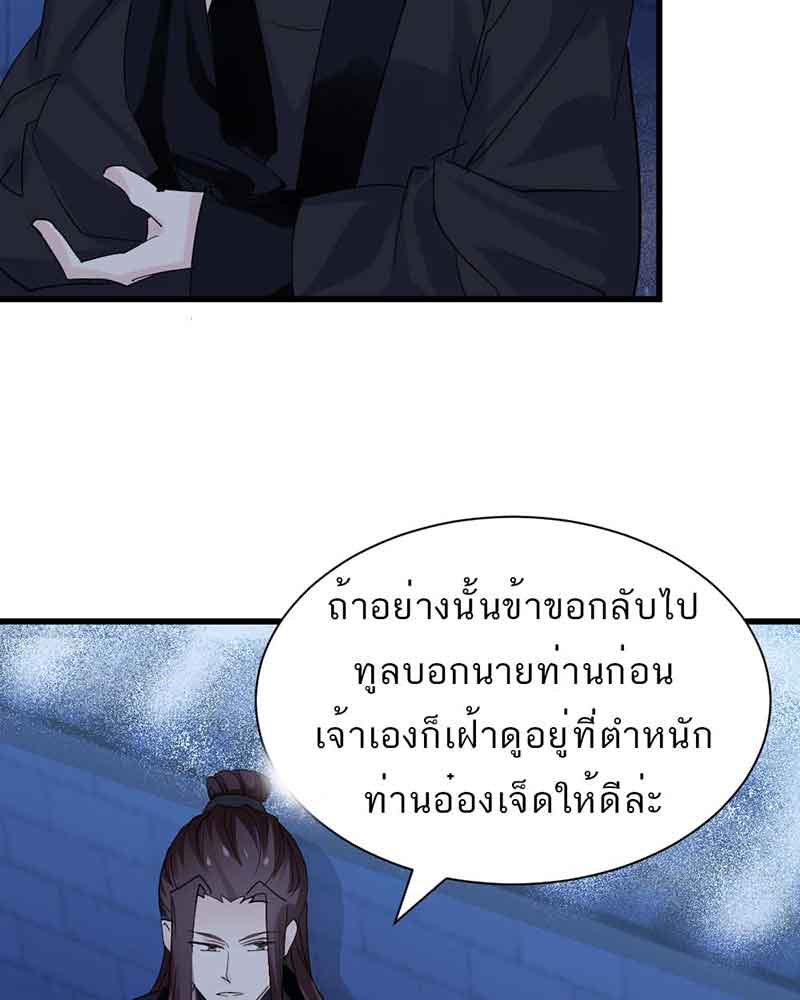 ถ้าอย่างนั้นข้าขอกลับไป
ทูลบอกนายท่านก่อน
เจ้าเองก็เฝ้าดูอยู่ที่ตำหนัก
ท่านอ๋องเจ็ดให้ดีล่ะ